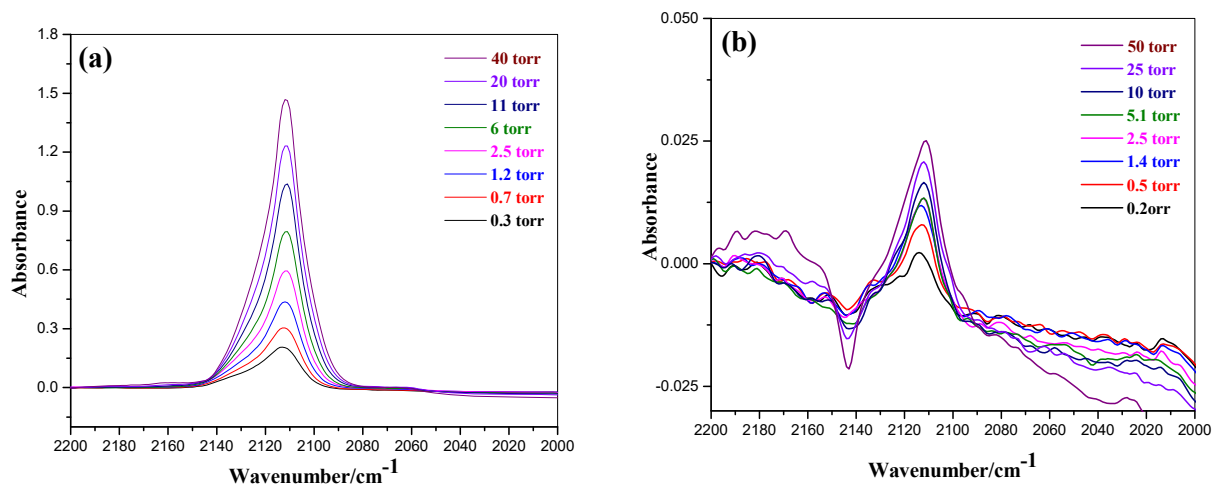 (a)
1.8
1.5
1.2
0.9
0.6
0.3
0.0
Absorbance
40 torr
20 torr
11 torr
6 torr
2.5 torr
1.2 torr
0.7 torr
0.3 torr
2200 2180 2160 2140 2120 2100 2080 2060 2040 2020 2000
Wavenumber/cm-1
(b)
0.050
0.025
0.000
-0.025
Absorbance
50 torr
25 torr
10 torr
5.1 torr
2.5 torr
1.4 torr
0.5 torr
0.2orr
2200 2180 2160 2140 2120 2100 2080 2060 2040 2020 2000
Wavenumber/cm-1